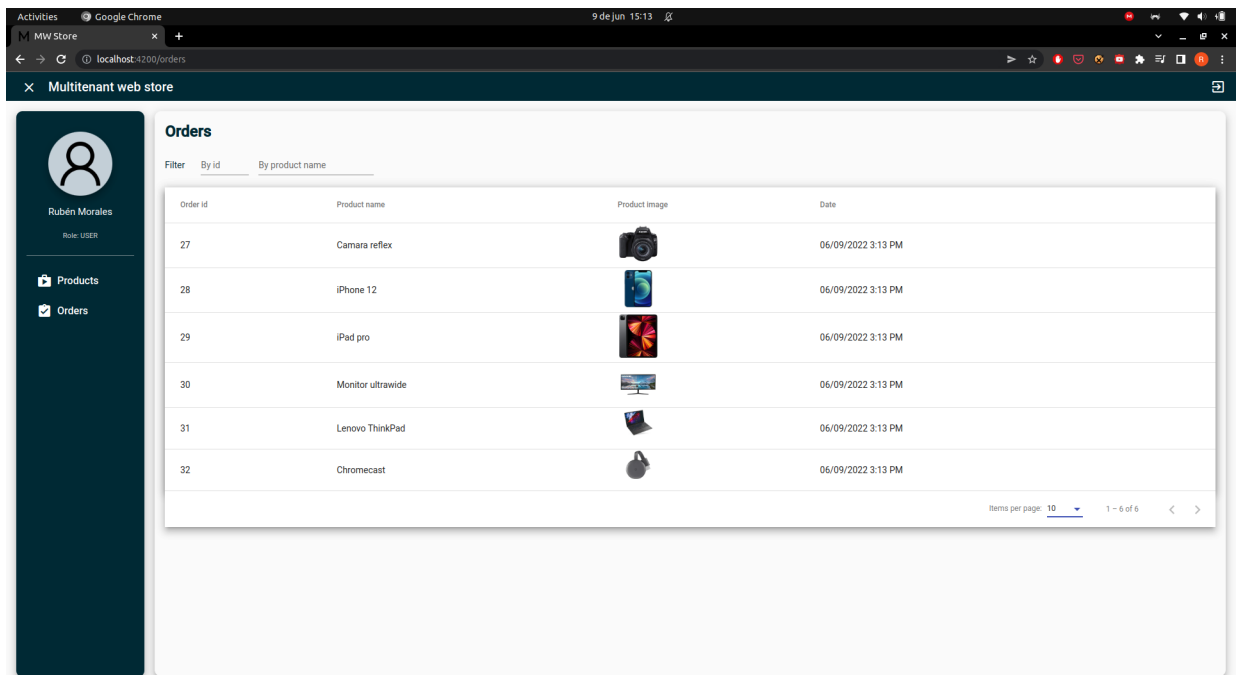 Activities Google Chrome 9 de jun 15:13
MW Store
localhost:4200/orders
Multitenant web store
Rubén Morales
Role: USER
Products
Orders
Orders
Filter By id By product name
Order id Product name Product image Date
27 Camara reflex 06/09/2022 3:13 PM
28 iPhone 12 06/09/2022 3:13 PM
29 iPad pro 06/09/2022 3:13 PM
30 Monitor ultrawide 06/09/2022 3:13 PM
31 Lenovo ThinkPad 06/09/2022 3:13 PM
32 Chromecast 06/09/2022 3:13 PM
Items per page: 10 1 – 6 of 6